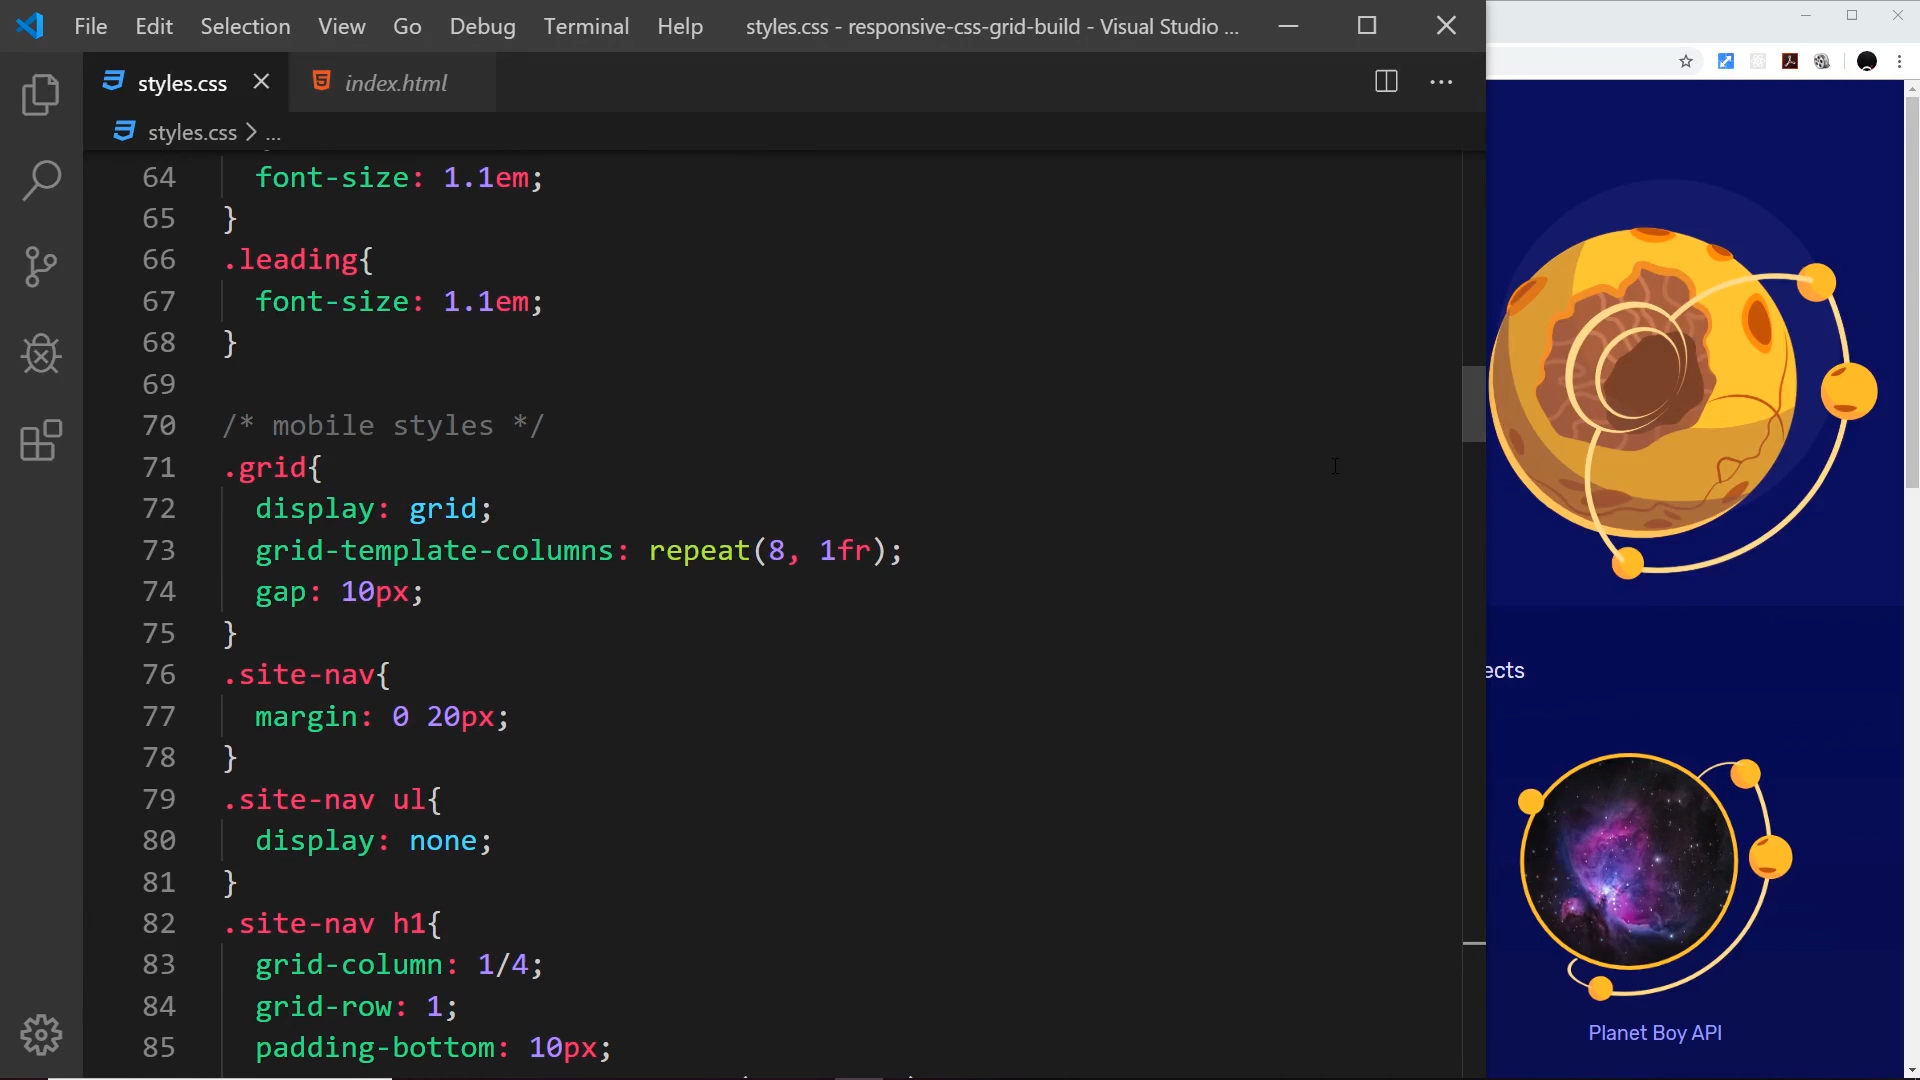 File Edit Selection View Go Debug Terminal Help styles.css - responsive-css-grid-build - Visual Studio ...
styles.css index.html
styles.css > ...
64 font-size: 1.1em;
65 }
66 .leading{
67 font-size: 1.1em;
68 }
69
70 /* mobile styles */
71 .grid{
72 display: grid;
73 grid-template-columns: repeat(8, 1fr);
74 gap: 10px;
75 }
76 .site-nav{
77 margin: 0 20px;
78 }
79 .site-nav ul{
80 display: none;
81 }
82 .site-nav h1{
83 grid-column: 1/4;
84 grid-row: 1;
85 padding-bottom: 10px;
ects
Planet Boy API